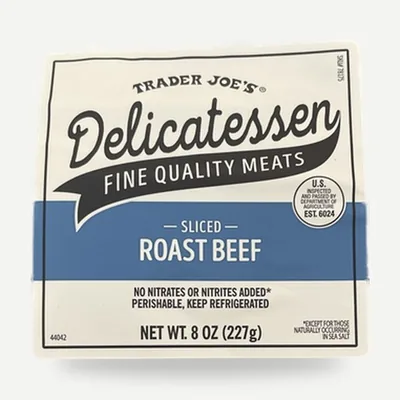 TRADER JOE'S®
Delicatessen
FINE QUALITY MEATS
U.S.
INSPECTED
AND PASSED BY
DEPARTMENT OF
AGRICULTURE
EST. 6024
— SLICED —
ROAST BEEF
NO NITRATES OR NITRITES ADDED*
PERISHABLE, KEEP REFRIGERATED
NET WT. 8 OZ (227g)
44042
*EXCEPT FOR THOSE
NATURALLY OCCURRING
IN SEA SALT